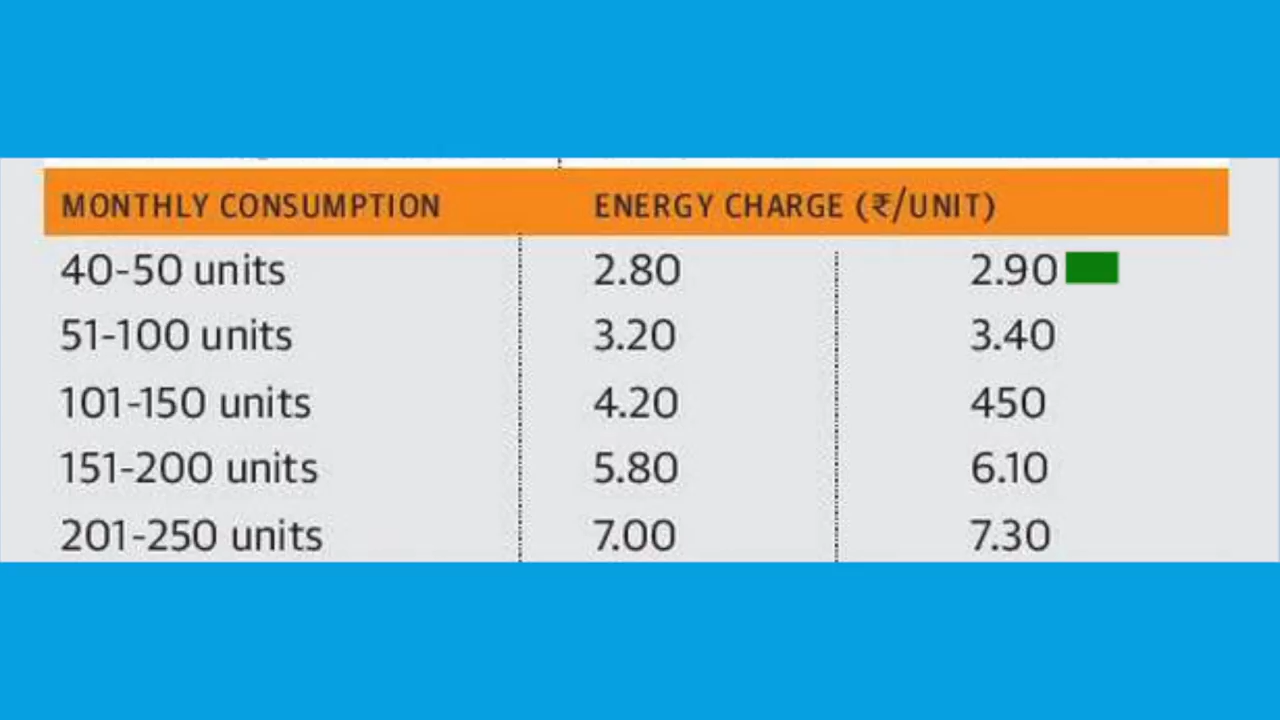 MONTHLY CONSUMPTION ENERGY CHARGE (₹/UNIT)
40-50 units 2.80 2.90
51-100 units 3.20 3.40
101-150 units 4.20 450
151-200 units 5.80 6.10
201-250 units 7.00 7.30